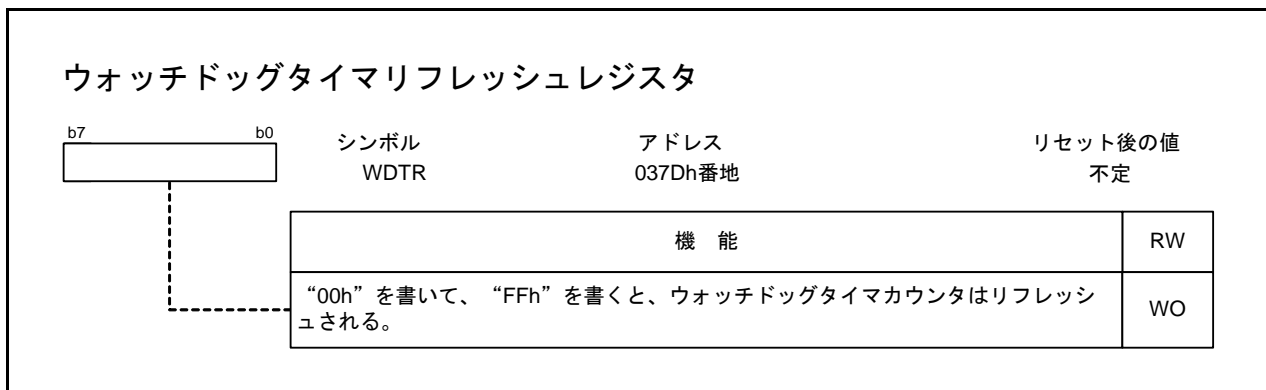 ウォッチドッグタイマリフレッシュレジスタ
b7 b0
シンボル アドレス リセット後の値
WDTR 037Dh番地 不定
機 能 RW
“00h”を書いて、“FFh”を書くと、ウォッチドッグタイマカウンタはリフレッシ
ュされる。 WO